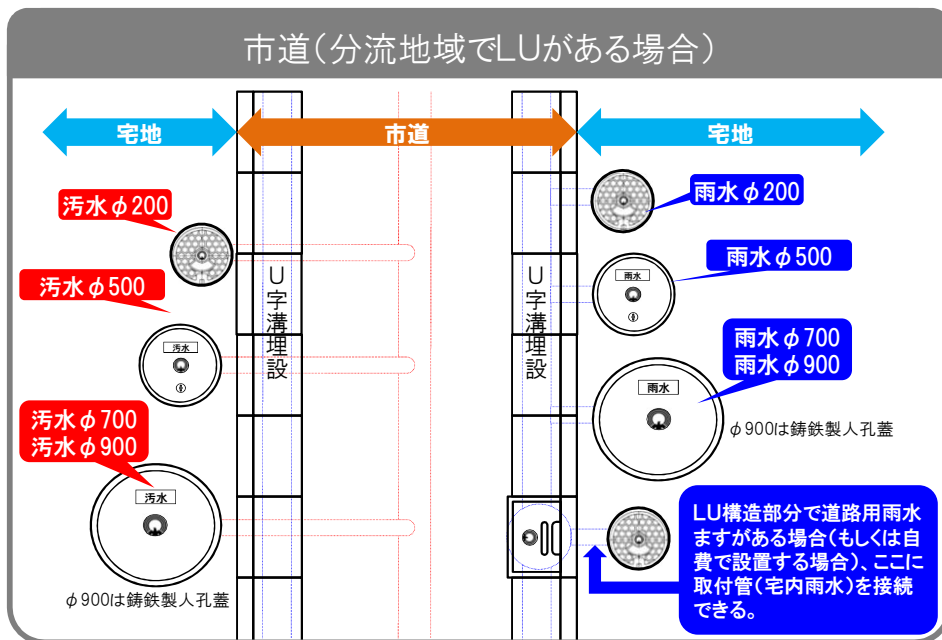 市道(分流地域でLUがある場合)
宅地
市道
宅地
汚水φ200
雨水φ200
汚水φ500
雨水φ500
U字溝埋設
U字溝埋設
雨水
汚水
雨水φ700
雨水φ900
雨水
φ900は鋳鉄製人孔蓋
汚水φ700
汚水φ900
汚水
φ900は鋳鉄製人孔蓋
LU構造部分で道路用雨水
ますがある場合(もしくは自
費で設置する場合)、ここに
取付管(宅内雨水)を接続
できる。